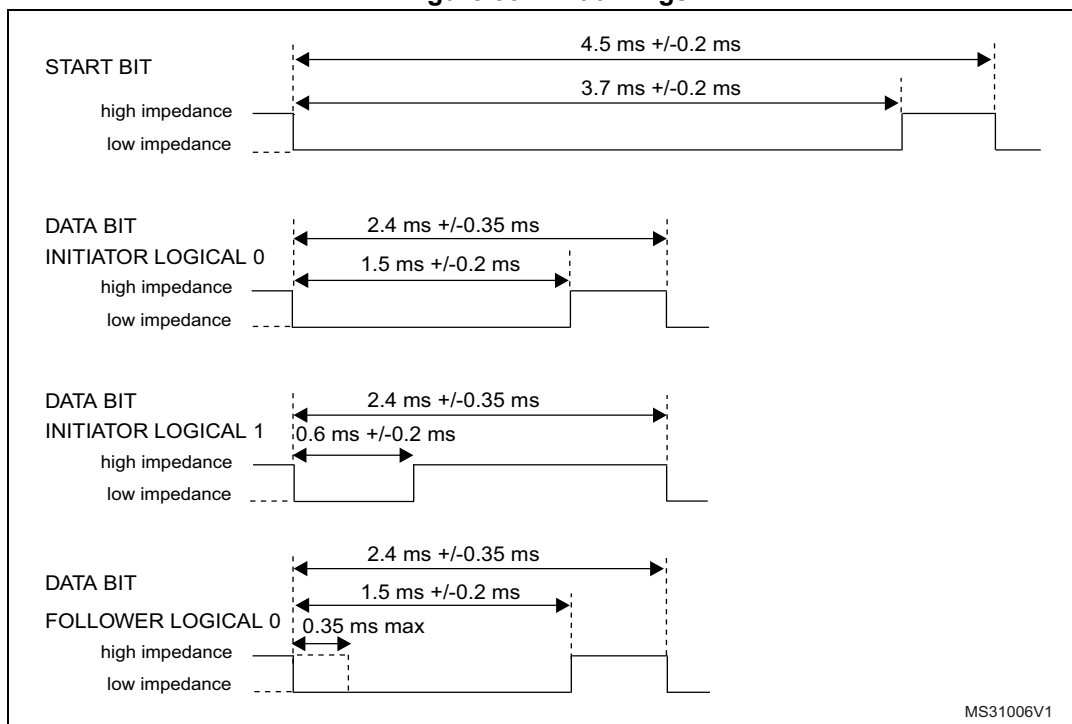 START BIT
4.5 ms +/-0.2 ms
3.7 ms +/-0.2 ms
high impedance
low impedance
DATA BIT
INITIATOR LOGICAL 0
2.4 ms +/-0.35 ms
1.5 ms +/-0.2 ms
high impedance
low impedance
DATA BIT
INITIATOR LOGICAL 1
2.4 ms +/-0.35 ms
0.6 ms +/-0.2 ms
high impedance
low impedance
DATA BIT
FOLLOWER LOGICAL 0
2.4 ms +/-0.35 ms
1.5 ms +/-0.2 ms
0.35 ms max
high impedance
low impedance
MS31006V1